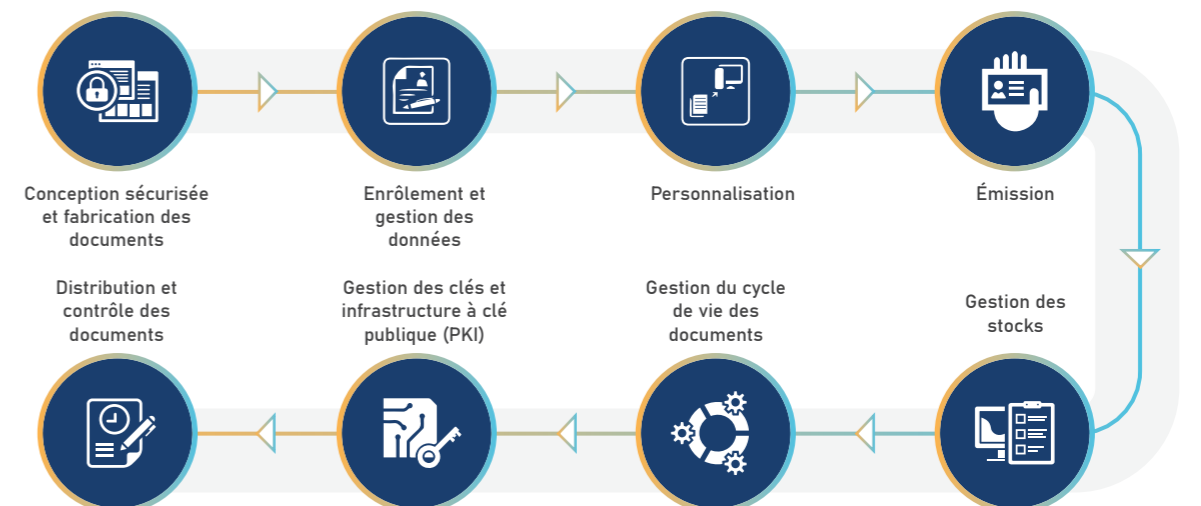 Conception sécurisée
et fabrication des
documents
Enrôlement et
gestion des
données
Personnalisation
Émission
Distribution et
contrôle des
documents
Gestion des clés et
infrastructure à clé
publique (PKI)
Gestion du cycle
de vie des
documents
Gestion des
stocks